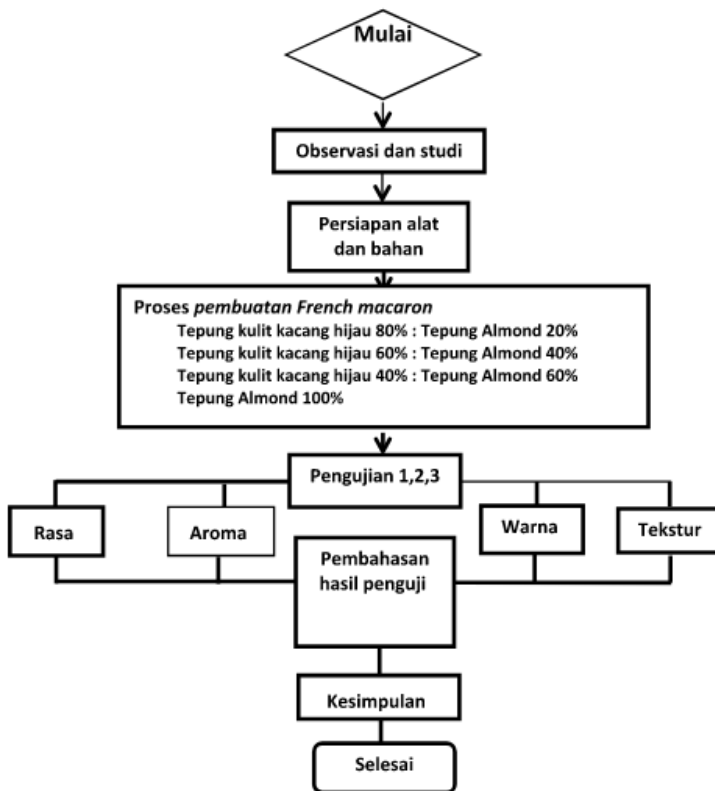 Mulai
Observasi dan studi
Persiapan alat
dan bahan
Proses pembuatan French macaron
Tepung kulit kacang hijau 80% : Tepung Almond 20%
Tepung kulit kacang hijau 60% : Tepung Almond 40%
Tepung kulit kacang hijau 40% : Tepung Almond 60%
Tepung Almond 100%
Pengujian 1,2,3
Rasa
Aroma
Warna
Tekstur
Pembahasan
hasil penguji
Kesimpulan
Selesai